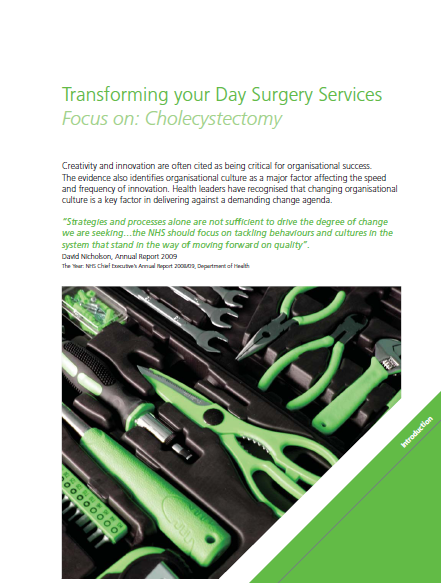 Transforming your Day Surgery Services
Focus on: Cholecystectomy
Creativity and innovation are often cited as being critical for organisational success.
The evidence also identifies organisational culture as a major factor affecting the speed
and frequency of innovation. Health leaders have recognised that changing organisational
culture is a key factor in delivering against a demanding change agenda.
“Strategies and processes alone are not sufficient to drive the degree of change
we are seeking...the NHS should focus on tackling behaviours and cultures in the
system that stand in the way of moving forward on quality”.
David Nicholson, Annual Report 2009
The Year: NHS Chief Executive's Annual Report 2008/09, Department of Health
Introduction